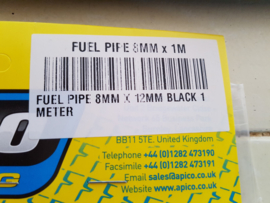 FUEL PIPE 8MM x 1M
FUEL PIPE 8MM X 12MM BLACK 1
METER
BB11 5TE. United Kingdom
Telephone +44 (0)1282 473190
Facsimile +44 (0)1282 473191
Email sales@apico.co.uk
www.apico.co.uk